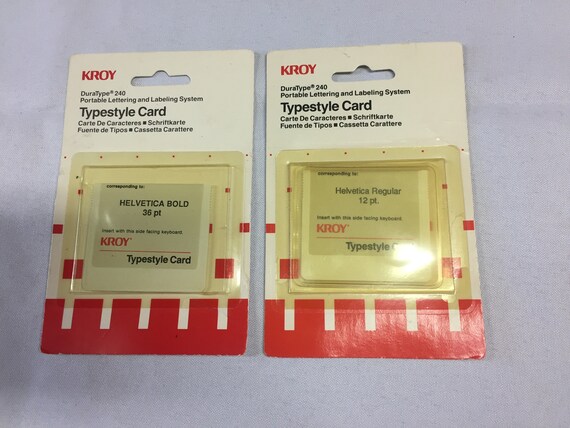 KROY
DuraType® 240
Portable Lettering and Labeling System
Typestyle Card
Carte De Caracteres ■ Schriftkarte
Fuente de Tipos ■ Cassetta Carattere
corresponding to:
HELVETICA BOLD
36 pt
Insert with this side facing keyboard.
KROY
Typestyle Card
KROY
DuraType® 240
Portable Lettering and Labeling System
Typestyle Card
Carte De Caracteres ■ Schriftkarte
Fuente de Tipos ■ Cassetta Carattere
corresponding to:
Helvetica Regular
12 pt.
Insert with this side facing keyboard.
KROY
Typestyle Card